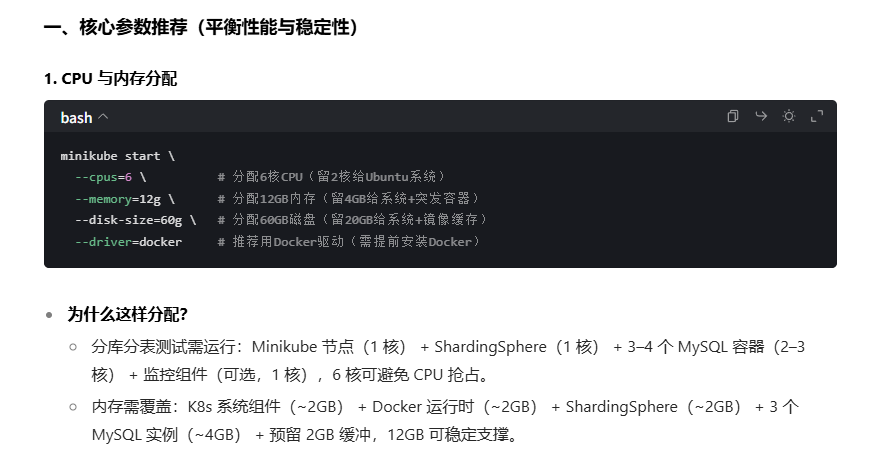 一、核心参数推荐（平衡性能与稳定性）
1. CPU 与内存分配
bash
minikube start \
--cpus=6 \ # 分配6核CPU（留2核给Ubuntu系统）
--memory=12g \ # 分配12GB内存（留4GB给系统+突发容器）
--disk-size=60g \ # 分配60GB磁盘（留20GB给系统+镜像缓存）
--driver=docker # 推荐用Docker驱动（需提前安装Docker）
为什么这样分配？
分库分表测试需运行：Minikube 节点（1 核） + ShardingSphere（1 核） + 3–4 个 MySQL 容器（2–3
核） + 监控组件（可选，1 核），6 核可避免 CPU 抢占。
内存需覆盖：K8s 系统组件（~2GB） + Docker 运行时（~2GB） + ShardingSphere（~2GB） + 3 个
MySQL 实例（~4GB） + 预留 2GB 缓冲，12GB 可稳定支撑。